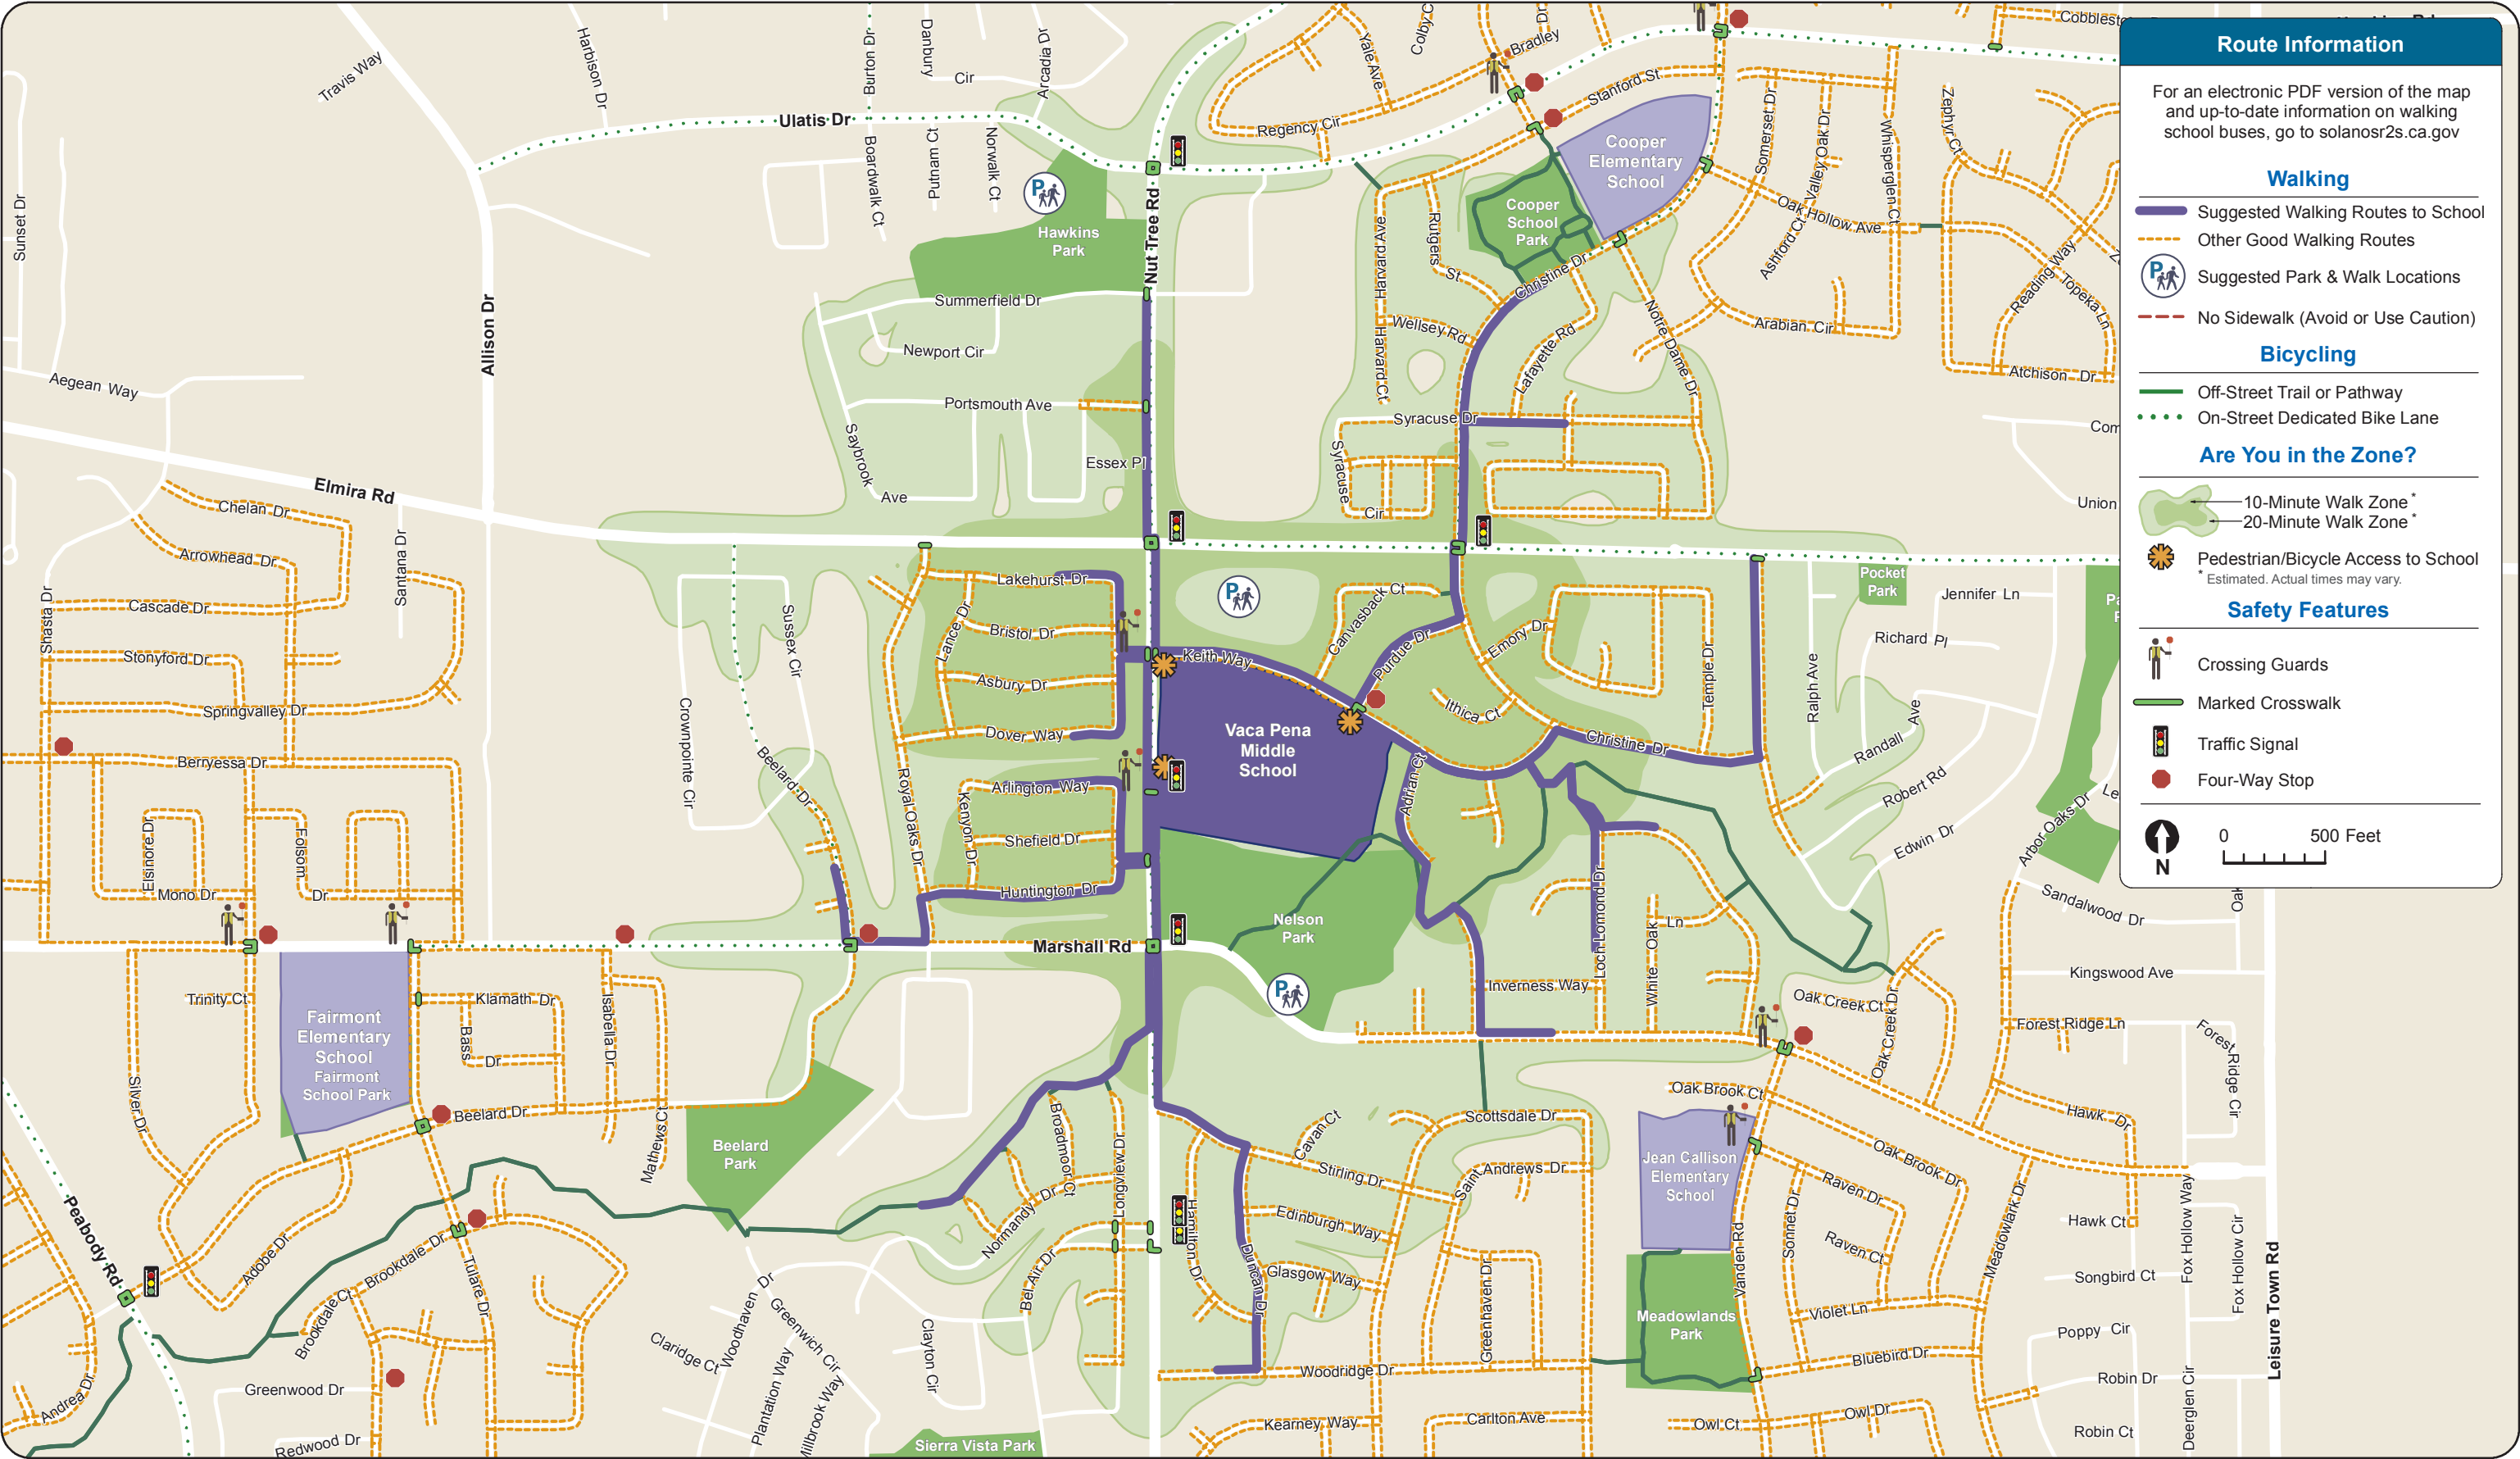 Travis Way
Harbison Dr
Burton Dr
Danbury
Cir
Arcadia Dr
Yale Ave
Colby C
Bradley
Dr
Cobblest
Ulatis Dr
Boardwalk Ct
Putnam Ct
Norwalk Ct
Nut Tree Rd
Regency Cir
Stanford St
Cooper
Elementary
School
Cooper
School
Park
Somerset Dr
Valley Oak Dr
Whisperglen Ct
Zephyr Ct
Oak Hollow Ave
Ashford Ct
Reading Way
Topeka Ln
Arabian Cir
Atchison Dr
Sunset Dr
Hawkins
Park
Summerfield Dr
Newport Cir
Portsmouth Ave
Saybrook
Ave
Essex Pl
Harvard Ave
Harvard Ct
Rutgers
St
Christine Dr
Wellsey Rd
Lafayette Rd
Notre Dame Dr
Syracuse Dr
Syracuse
Cir
Com
Union
Allison Dr
Aegean Way
Elmira Rd
Chelan Dr
Arrowhead Dr
Santana Dr
Cascade Dr
Shasta Dr
Stonyford Dr
Springvalley Dr
Berryessa Dr
Elsinore Dr
Folsom
Mono Dr
Dr
Sussex Cir
Crownpointe Cir
Beelard Dr
Lakehurst Dr
Lance Dr
Bristol Dr
Asbury Dr
Dover Way
Royal Oaks Dr
Arlington Way
Kenyon Dr
Shefield Dr
Huntington Dr
Keith Way
Canvasback Ct
Purdue Dr
Emory Dr
Ithica Ct
Temple Dr
Christine Dr
Adrian Ct
Vaca Pena
Middle
School
Pocket
Park
Jennifer Ln
Richard Pl
Ralph Ave
Randall
Ave
Robert Rd
Edwin Dr
Arbor Oaks Dr
Le
Pa
Sandalwood Dr
Oak
Kingswood Ave
Forest Ridge Ln
Forest
Ridge Cir
Nelson
Park
Marshall Rd
Loch Lomond Dr
White Oak
Ln
Inverness Way
Oak Creek Ct
Oak Creek Dr
Oak Brook Ct
Oak Brook Dr
Hawk Dr
Trinity Ct
Silver Dr
Fairmont
Elementary
School
Fairmont
School Park
Klamath Dr
Bass
Dr
Isabella Dr
Beelard Dr
Mathews Ct
Beelard
Park
Peabody Rd
Adobe Dr
Brookdale Dr
Brookdale Ct
Tulare Dr
Andrea Dr
Greenwood Dr
Redwood Dr
Claridge Ct
Woodhaven Dr
Greenwich Cir
Plantation Way
Millbrook Way
Clayton Cir
Sierra Vista Park
Broadmoor Ct
Normandy Dr
Longview Dr
Bel Air Dr
Hamilton Dr
Duncan Dr
Cavan Ct
Stirling Dr
Edinburgh Way
Glasgow Way
Scottsdale Dr
Saint
Andrews Dr
Greenhaven Dr
Woodridge Dr
Kearney Way
Carlton Ave
Jean Callison
Elementary
School
Meadowlands
Park
Vanden Rd
Sonnet Dr
Raven Dr
Raven Ct
Violet Ln
Bluebird Dr
Owl Ct
Owl Dr
Meadowlark Dr
Hawk Ct
Songbird Ct
Poppy Cir
Robin Dr
Robin Ct
Fox Hollow Way
Fox Hollow Cir
Deerglen Cir
Leisure Town Rd
Route Information
For an electronic PDF version of the map
and up-to-date information on walking
school buses, go to solanosr2s.ca.gov
Walking
Suggested Walking Routes to School
Other Good Walking Routes
Suggested Park & Walk Locations
No Sidewalk (Avoid or Use Caution)
Bicycling
Off-Street Trail or Pathway
On-Street Dedicated Bike Lane
Are You in the Zone?
10-Minute Walk Zone *
20-Minute Walk Zone *
Pedestrian/Bicycle Access to School
* Estimated. Actual times may vary.
Safety Features
Crossing Guards
Marked Crosswalk
Traffic Signal
Four-Way Stop
N
0 500 Feet